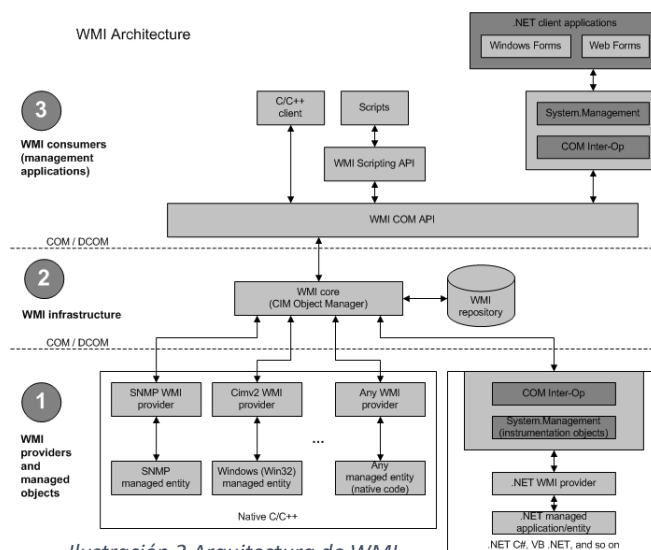 WMI Architecture
.NET client applications
Windows Forms
Web Forms
3
WMI consumers
(management
applications)
C/C++
client
Scripts
WMI Scripting API
System.Management
COM Inter-Op
WMI COM API
COM / DCOM
2
WMI infrastructure
WMI core
(CIM Object Manager)
WMI
repository
COM / DCOM
1
WMI
providers
and
managed
objects
SNMP WMI
provider
Cimv2 WMI
provider
Any WMI
provider
...
SNMP
managed entity
Windows (Win32)
managed entity
Any
managed entity
(native code)
Native C/C++
COM Inter-Op
System.Management
(instrumentation objects)
.NET WMI provider
.NET managed
application/entity
.NET C#, VB .NET, and so on
Ilustración 2 Arquitectura de WMI